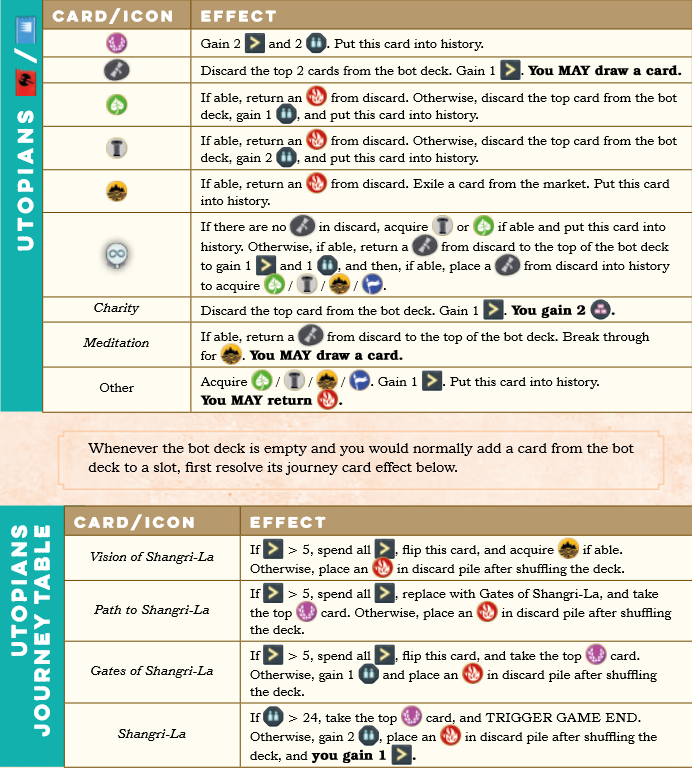 UTOPIANS /
CARD/ICON EFFECT
Gain 2 and 2 . Put this card into history.
Discard the top 2 cards from the bot deck. Gain 1 . You MAY draw a card.
If able, return an from discard. Otherwise, discard the top card from the bot
deck, gain 1 , and put this card into history.
If able, return an from discard. Otherwise, discard the top card from the bot
deck, gain 2 , and put this card into history.
If able, return an from discard. Exile a card from the market. Put this card
into history.
If there are no in discard, acquire or if able and put this card into
history. Otherwise, if able, return a from discard to the top of the bot deck
to gain 1 and 1 , and then, if able, place a from discard into history
to acquire / / / .
Charity Discard the top card from the bot deck. Gain 1 . You gain 2 .
Meditation
If able, return a from discard to the top of the bot deck. Break through
for . You MAY draw a card.
Other
Acquire / / / . Gain 1 . Put this card into history.
You MAY return .
Whenever the bot deck is empty and you would normally add a card from the bot
deck to a slot, first resolve its journey card effect below.
UTOPIANS
JOURNEY TABLE
CARD/ICON EFFECT
Vision of Shangri-La
If > 5, spend all , flip this card, and acquire if able.
Otherwise, place an in discard pile after shuffling the deck.
Path to Shangri-La
If > 5, spend all , replace with Gates of Shangri-La, and take
the top card. Otherwise, place an in discard pile after shuffling
the deck.
Gates of Shangri-La
If > 5, spend all , flip this card, and take the top card.
Otherwise, gain 1 and place an in discard pile after shuffling
the deck.
Shangri-La
If > 24, take the top card, and TRIGGER GAME END.
Otherwise, gain 2 , place an in discard pile after shuffling the
deck, and you gain 1 .